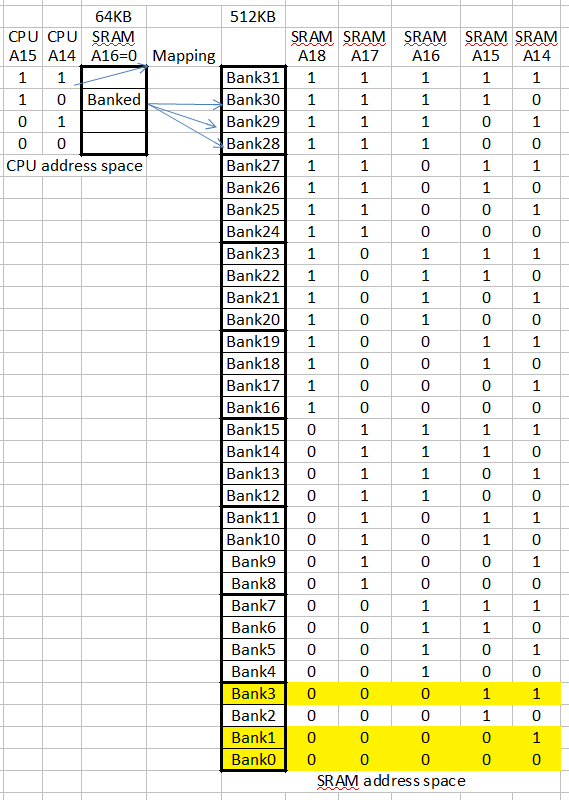 64KB 512KB
CPU CPU SRAM SRAM SRAM SRAM SRAM SRAM
A15 A14 A16=0 Mapping A18 A17 A16 A15 A14
1 1 Bank31 1 1 1 1 1
1 0 Banked Bank30 1 1 1 1 0
0 1 Bank29 1 1 1 0 1
0 0 Bank28 1 1 1 0 0
CPU address space Bank27 1 1 0 1 1
Bank26 1 1 0 1 0
Bank25 1 1 0 0 1
Bank24 1 1 0 0 0
Bank23 1 0 1 1 1
Bank22 1 0 1 1 0
Bank21 1 0 1 0 1
Bank20 1 0 1 0 0
Bank19 1 0 0 1 1
Bank18 1 0 0 1 0
Bank17 1 0 0 0 1
Bank16 1 0 0 0 0
Bank15 0 1 1 1 1
Bank14 0 1 1 1 0
Bank13 0 1 1 0 1
Bank12 0 1 1 0 0
Bank11 0 1 0 1 1
Bank10 0 1 0 1 0
Bank9 0 1 0 0 1
Bank8 0 1 0 0 0
Bank7 0 0 1 1 1
Bank6 0 0 1 1 0
Bank5 0 0 1 0 1
Bank4 0 0 1 0 0
Bank3 0 0 0 1 1
Bank2 0 0 0 1 0
Bank1 0 0 0 0 1
Bank0 0 0 0 0 0
SRAM address space